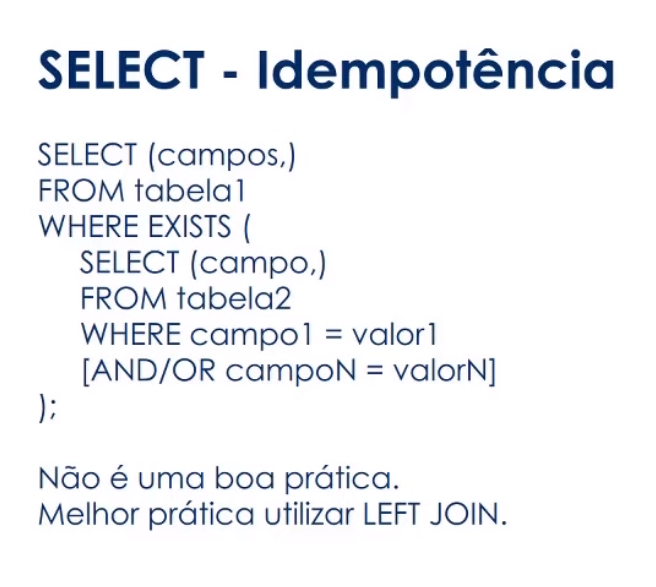 SELECT - Idempotência
SELECT (campos,)
FROM tabela1
WHERE EXISTS (
SELECT (campo,)
FROM tabela2
WHERE campo1 = valor1
[AND/OR campoN = valorN]
);
Não é uma boa prática.
Melhor prática utilizar LEFT JOIN.